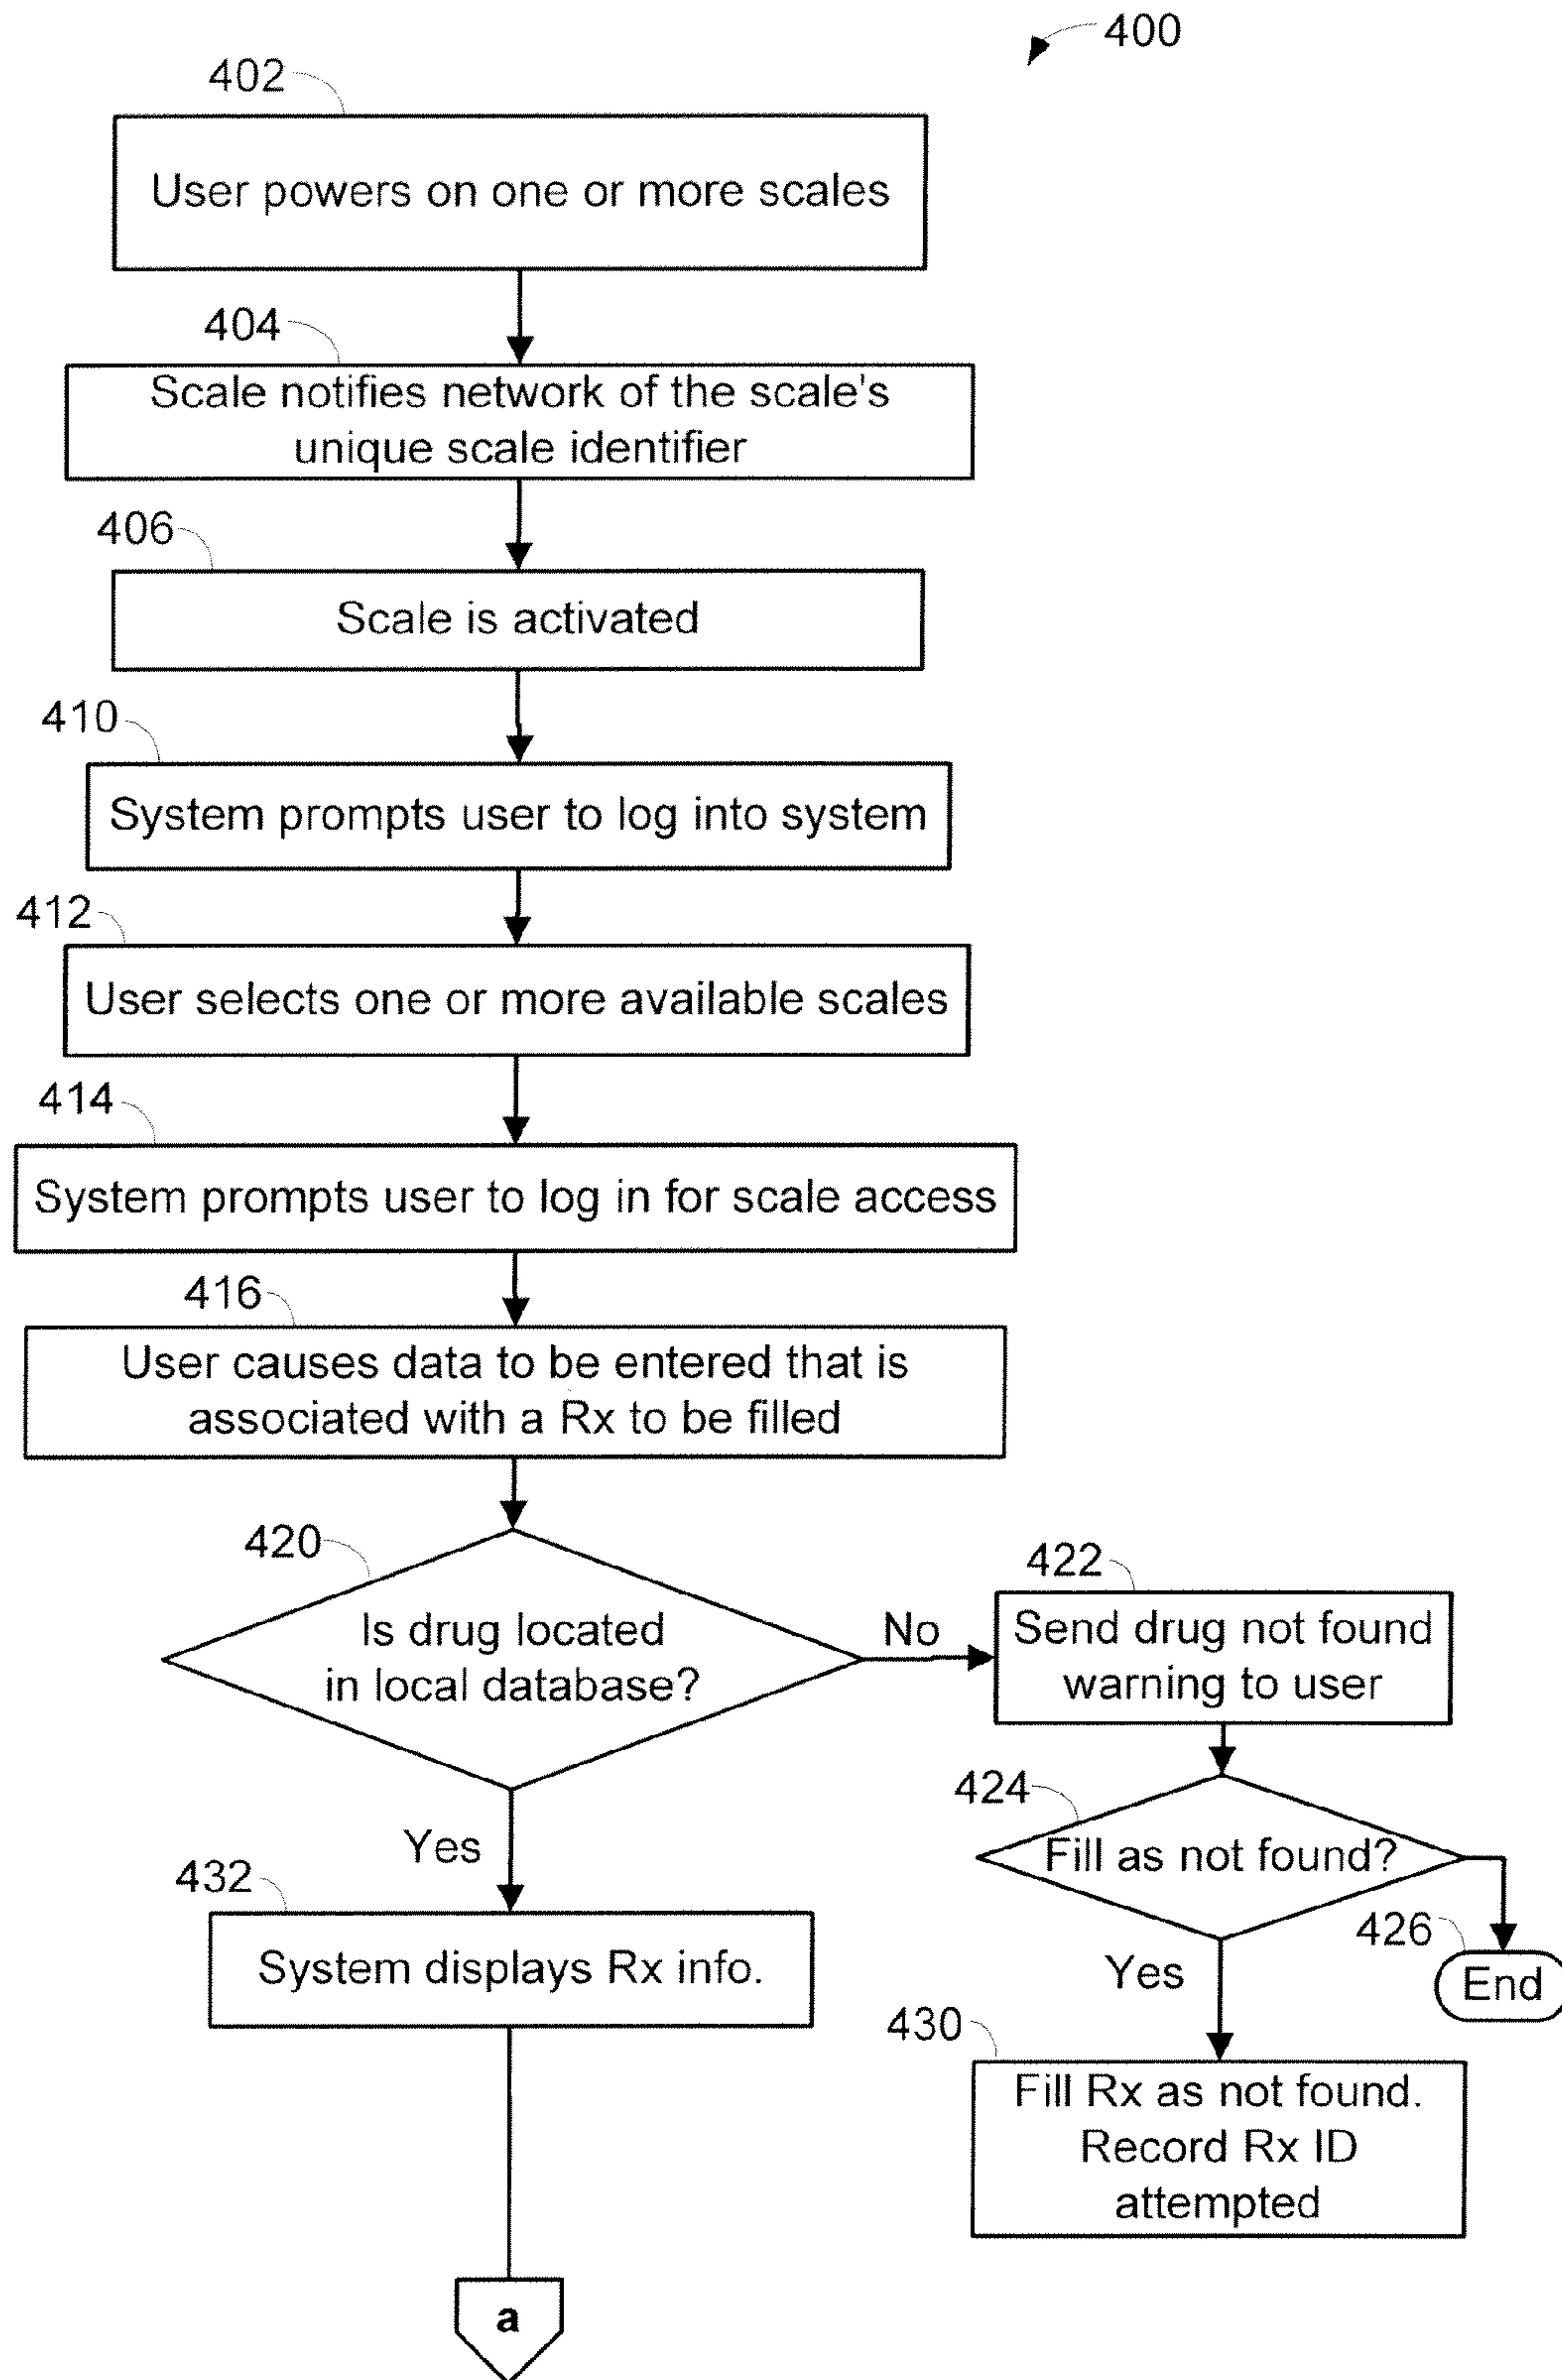 400
402
User powers on one or more scales
404
Scale notifies network of the scale's
unique scale identifier
406
Scale is activated
410
System prompts user to log into system
412
User selects one or more available scales
414
System prompts user to log in for scale access
416
User causes data to be entered that is
associated with a Rx to be filled
420
Is drug located
in local database?
No
422
Send drug not found
warning to user
424
Fill as not found?
426
End
Yes
430
Fill Rx as not found.
Record Rx ID
attempted
Yes
432
System displays Rx info.
a